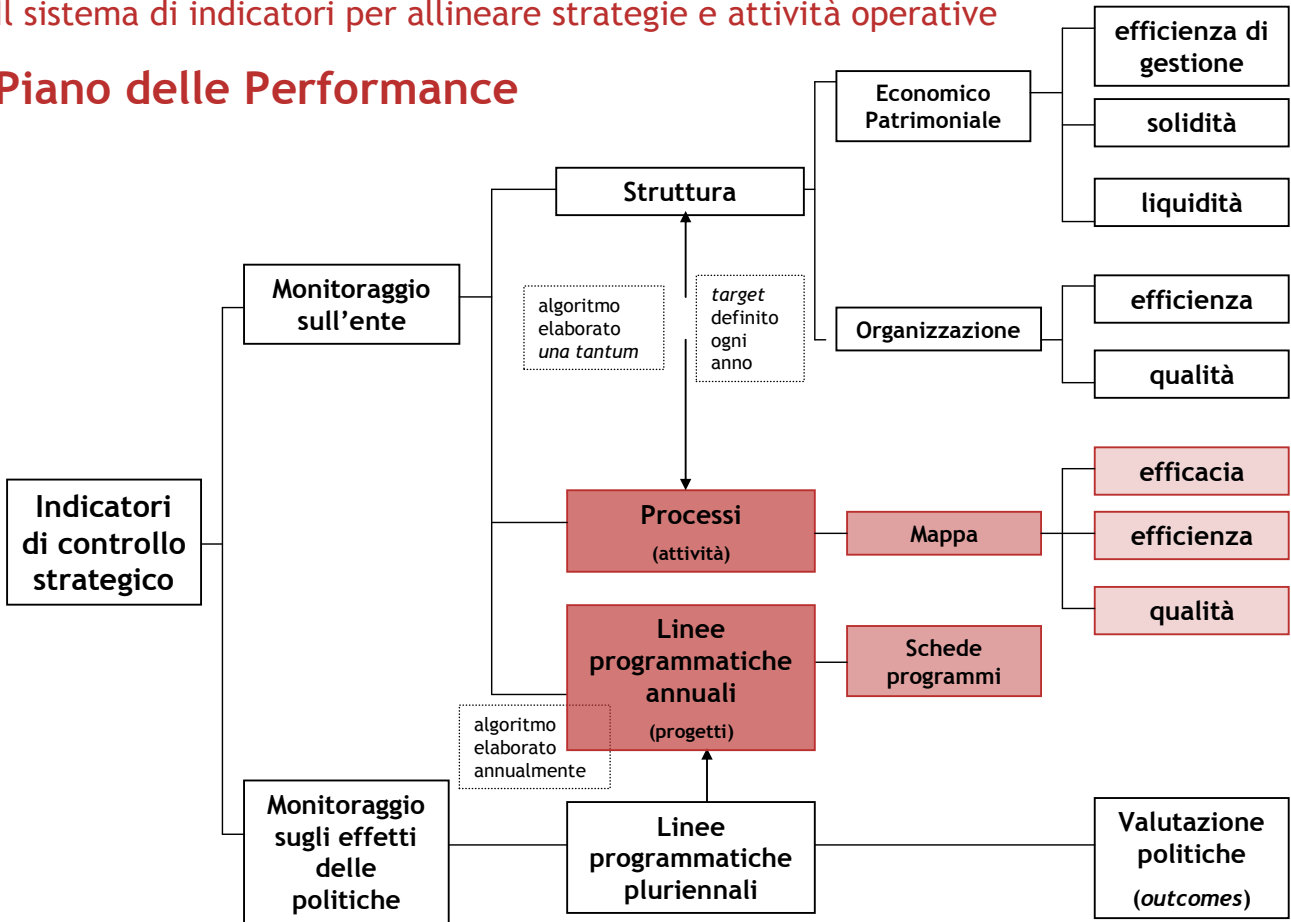 Il sistema di indicatori per allineare strategie e attività operative
Piano delle Performance
efficienza di
gestione
Economico
Patrimoniale
solidità
Struttura
liquidità
Monitoraggio
sull'ente
algoritmo
elaborato
una tantum
target
definito
ogni
anno
Organizzazione
efficienza
qualità
Indicatori
di controllo
strategico
Processi
(attività)
Mappa
efficacia
efficienza
qualità
Linee
programmatiche
annuali
(progetti)
Schede
programmi
algoritmo
elaborato
annualmente
Monitoraggio
sugli effetti
delle
politiche
Linee
programmatiche
pluriennali
Valutazione
politiche
(outcomes)